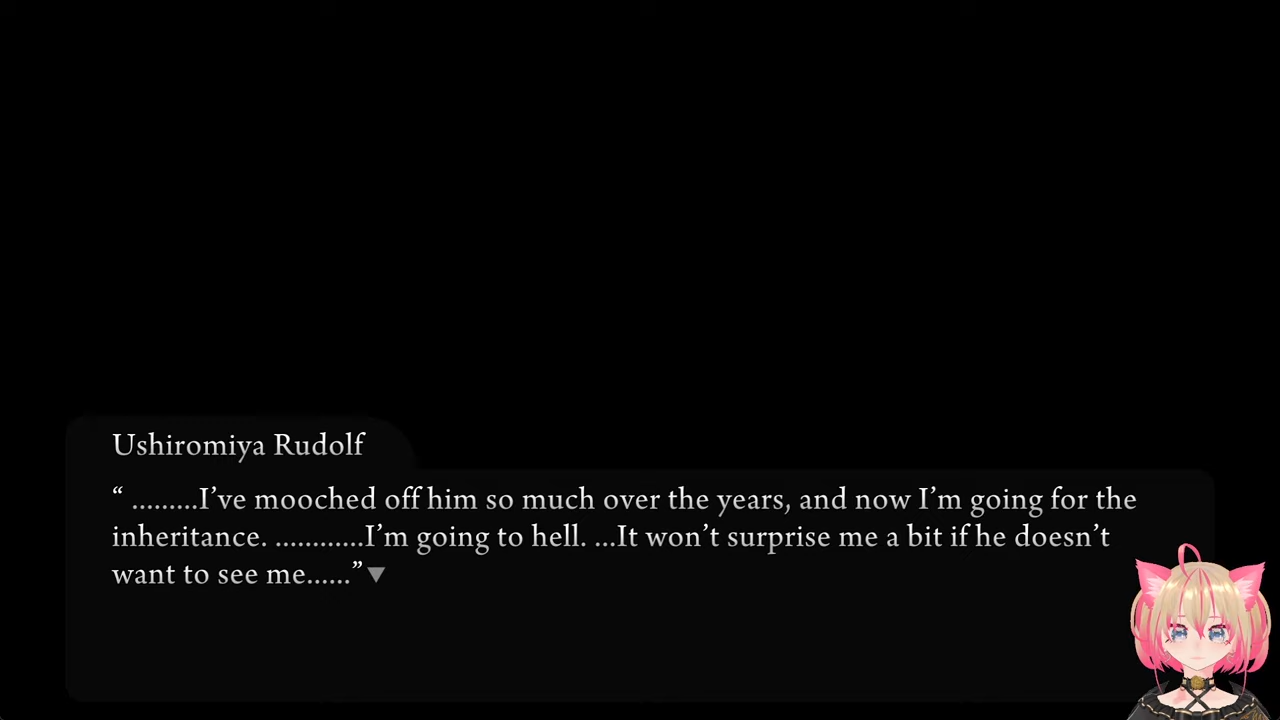 Ushiromiya Rudolf
“ .........I’ve mooched off him so much over the years, and now I’m going for the
inheritance. ............I’m going to hell. ...It won’t surprise me a bit if he doesn’t
want to see me......”